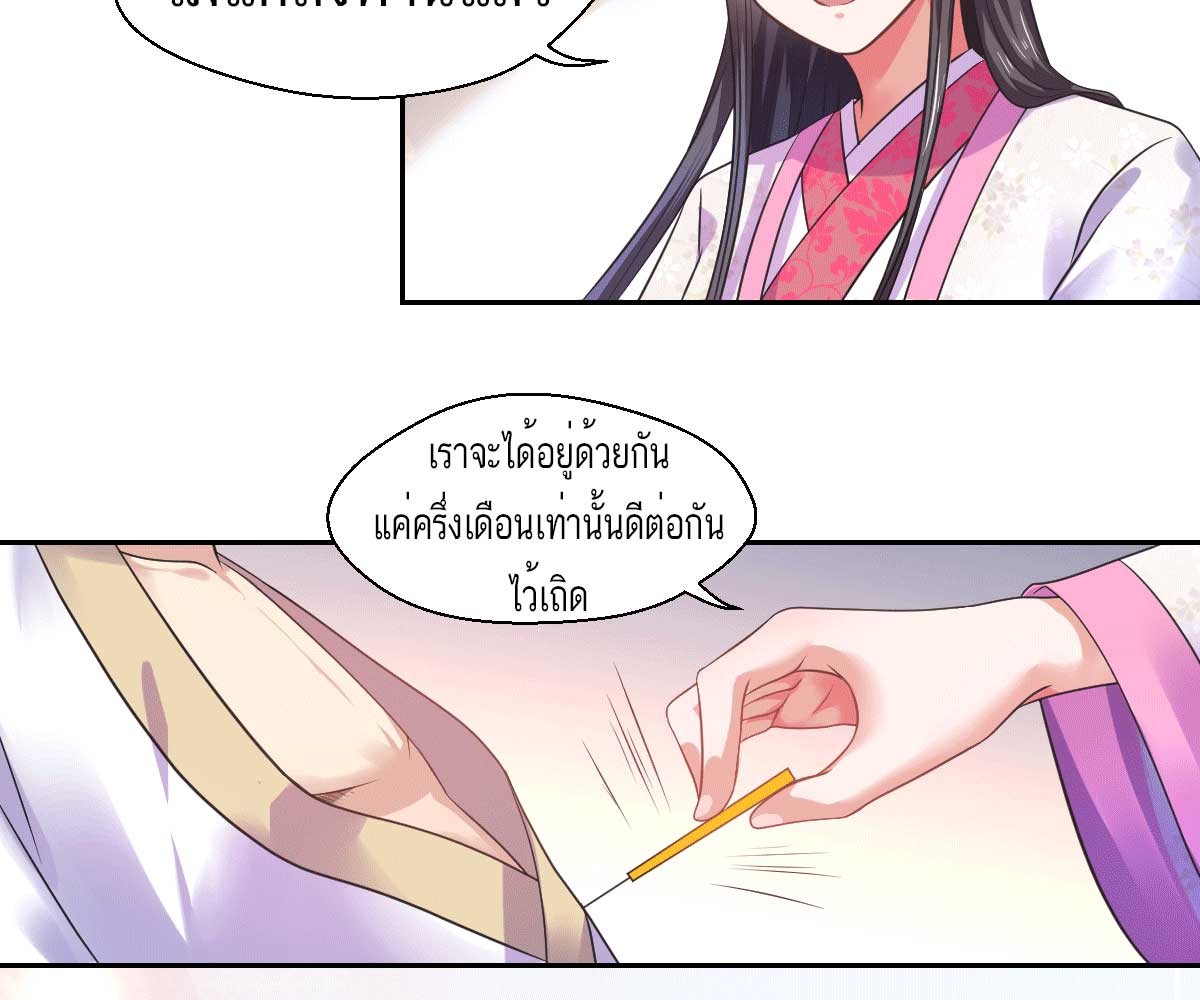 เราจะได้อยู่ด้วยกัน
แค่ครึ่งเดือนเท่านั้นดีต่อกัน
ไว้เถิด